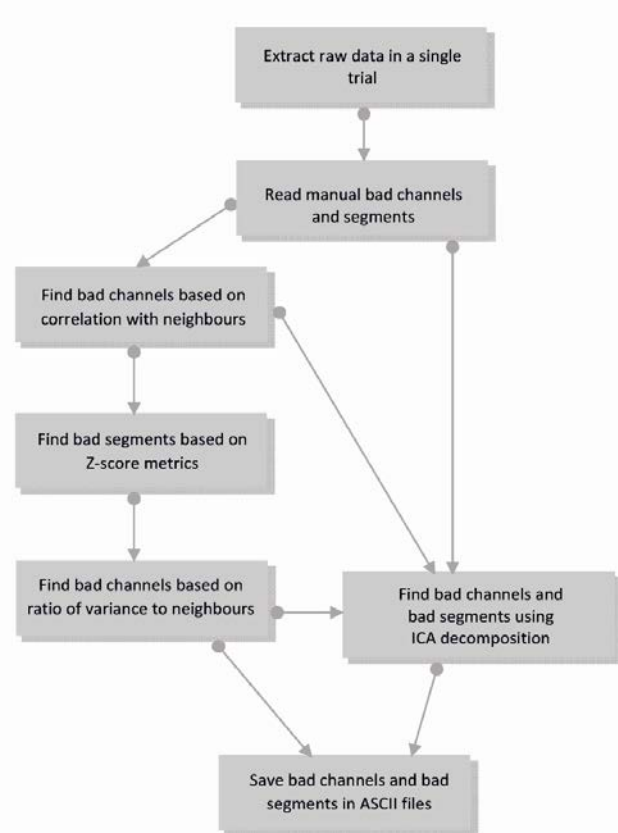 Extract raw data in a single
trial
Read manual bad channels
and segments
Find bad channels based on
correlation with neighbours
Find bad segments based on
Z-score metrics
Find bad channels based on
ratio of variance to neighbours
Find bad channels and
bad segments using
ICA decomposition
Save bad channels and bad
segments in ASCII files